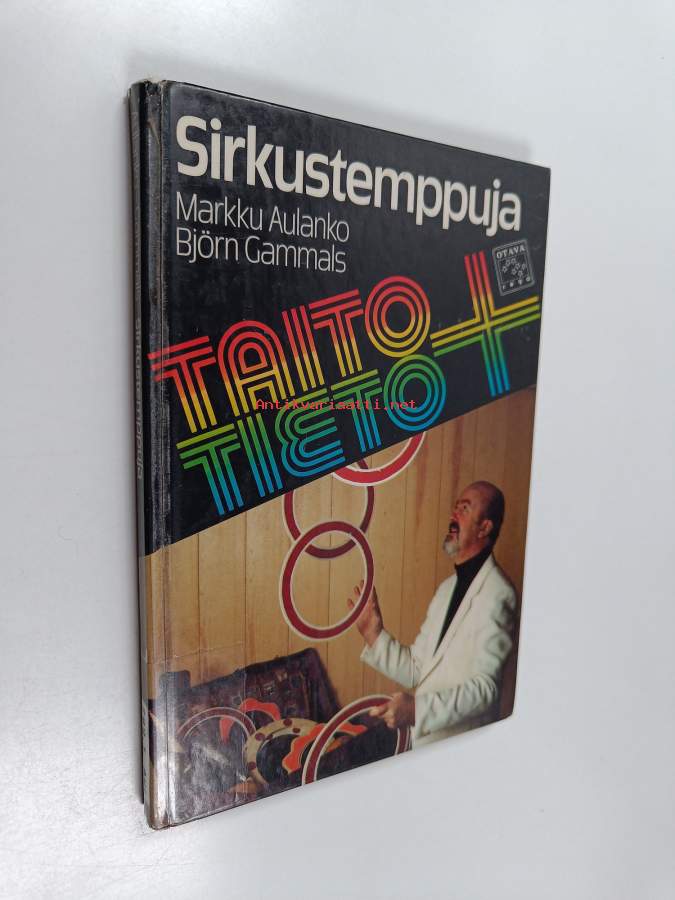 Sirkustemppuja
Markku Aulanko
Björn Gammals
OTAVA
TAITO +
TIETO
Antikvariaatti.net
sirkustemppuja